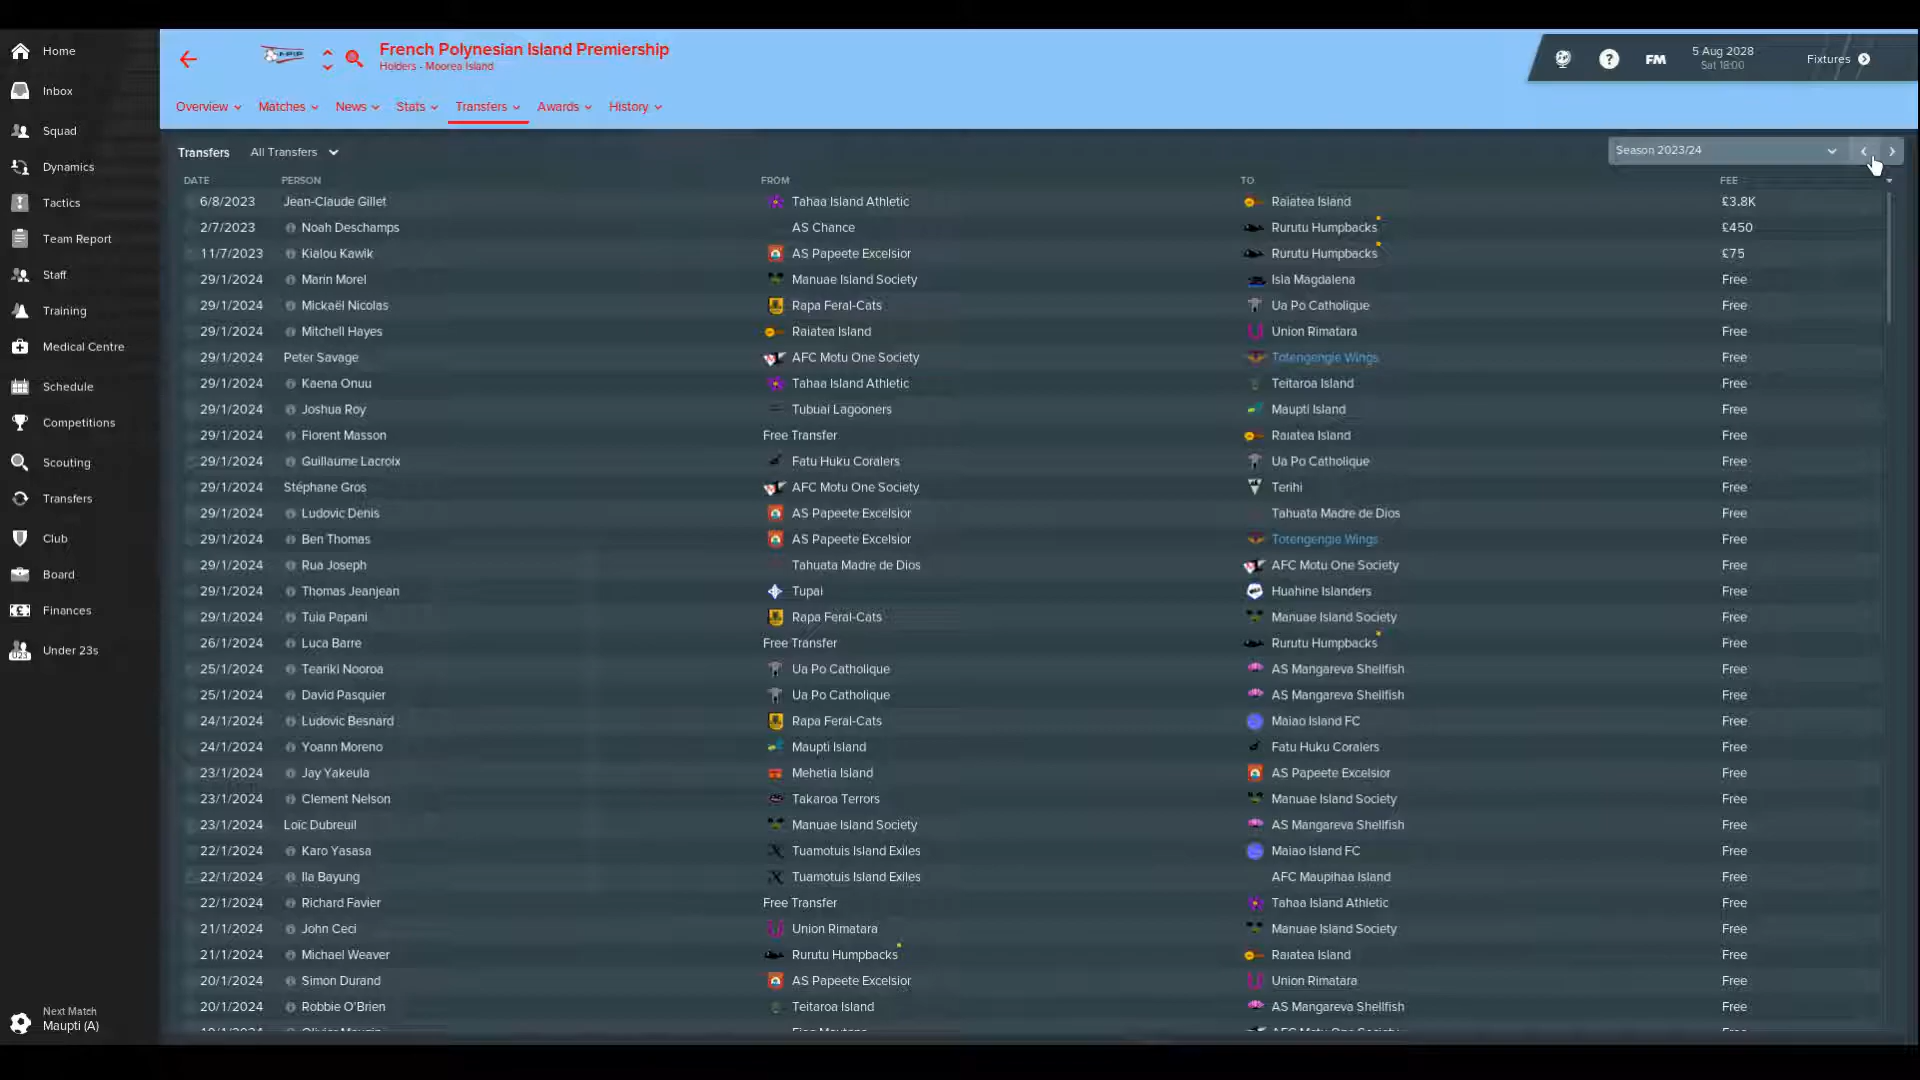 Home
Inbox
Squad
Dynamics
Tactics
Team Report
Staff
Training
Medical Centre
Schedule
Competitions
Scouting
Transfers
Club
Board
Finances
Under 23s
Next Match
Maupti (A)
French Polynesian Island Premiership
Holders - Moorea Island
FM
5 Aug 2028
Sat 18:00
Fixtures
Overview Matches News Stats Transfers Awards History
Transfers All Transfers Season 2023/24
DATE PERSON FROM TO FEE
6/8/2023 Jean-Claude Gillet Tahaa Island Athletic Raiatea Island £3.8K
2/7/2023 Noah Deschamps AS Chance Rurutu Humpbacks £450
11/7/2023 Kialou Kawik AS Papeete Excelsior Rurutu Humpbacks £75
29/1/2024 Marin Morel Manuae Island Society Isla Magdalena Free
29/1/2024 Mickaël Nicolas Rapa Feral-Cats Ua Po Catholique Free
29/1/2024 Mitchell Hayes Raiatea Island Union Rimatara Free
29/1/2024 Peter Savage AFC Motu One Society Totengengie Wings Free
29/1/2024 Kaena Onuu Tahaa Island Athletic Teitaroa Island Free
29/1/2024 Joshua Roy Tubuai Lagooners Maupti Island Free
29/1/2024 Florent Masson Free Transfer Raiatea Island Free
29/1/2024 Guillaume Lacroix Fatu Huku Coralers Ua Po Catholique Free
29/1/2024 Stéphane Gros AFC Motu One Society Terihi Free
29/1/2024 Ludovic Denis AS Papeete Excelsior Tahuata Madre de Dios Free
29/1/2024 Ben Thomas AS Papeete Excelsior Totengengie Wings Free
29/1/2024 Rua Joseph Tahuata Madre de Dios AFC Motu One Society Free
29/1/2024 Thomas Jeanjean Tupai Huahine Islanders Free
29/1/2024 Tuia Papani Rapa Feral-Cats Manuae Island Society Free
26/1/2024 Luca Barre Free Transfer Rurutu Humpbacks Free
25/1/2024 Teariki Nooroa Ua Po Catholique AS Mangareva Shellfish Free
25/1/2024 David Pasquier Ua Po Catholique AS Mangareva Shellfish Free
24/1/2024 Ludovic Besnard Rapa Feral-Cats Maiao Island FC Free
24/1/2024 Yoann Moreno Maupti Island Fatu Huku Coralers Free
23/1/2024 Jay Yakeula Mehetia Island AS Papeete Excelsior Free
23/1/2024 Clement Nelson Takaroa Terrors Manuae Island Society Free
23/1/2024 Loïc Dubreuil Manuae Island Society AS Mangareva Shellfish Free
22/1/2024 Karo Yasasa Tuamotuis Island Exiles Maiao Island FC Free
22/1/2024 Ila Bayung Tuamotuis Island Exiles AFC Maupihaa Island Free
22/1/2024 Richard Favier Free Transfer Tahaa Island Athletic Free
21/1/2024 John Ceci Union Rimatara Manuae Island Society Free
21/1/2024 Michael Weaver Rurutu Humpbacks Raiatea Island Free
20/1/2024 Simon Durand AS Papeete Excelsior Union Rimatara Free
20/1/2024 Robbie O'Brien Teitaroa Island AS Mangareva Shellfish Free
AFC Motu One Society Free